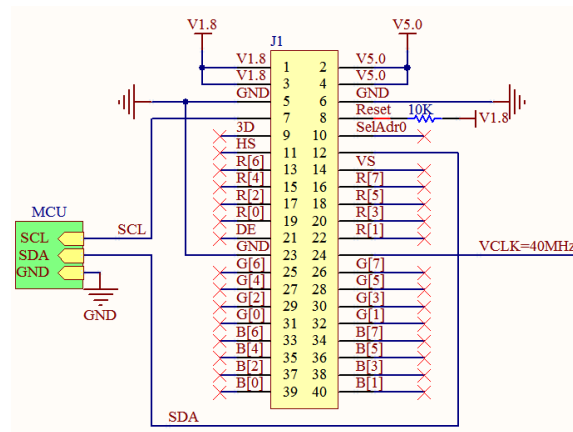 V1.8 V5.0
J1
V1.8 1 2 V5.0
V1.8 3 4 V5.0
GND 5 6 GND
7 8 Reset 10K V1.8
3D 9 10 SelAdr0
HS 11 12
R[6] 13 14 VS
R[4] 15 16 R[7]
R[2] 17 18 R[5]
R[0] 19 20 R[3]
DE 21 22 R[1]
GND 23 24 VCLK=40MHz
G[6] 25 26 G[7]
G[4] 27 28 G[5]
G[2] 29 30 G[3]
G[0] 31 32 G[1]
B[6] 33 34 B[7]
B[4] 35 36 B[5]
B[2] 37 38 B[3]
B[0] 39 40 B[1]
MCU
SCL SCL
SDA
GND
GND
SDA